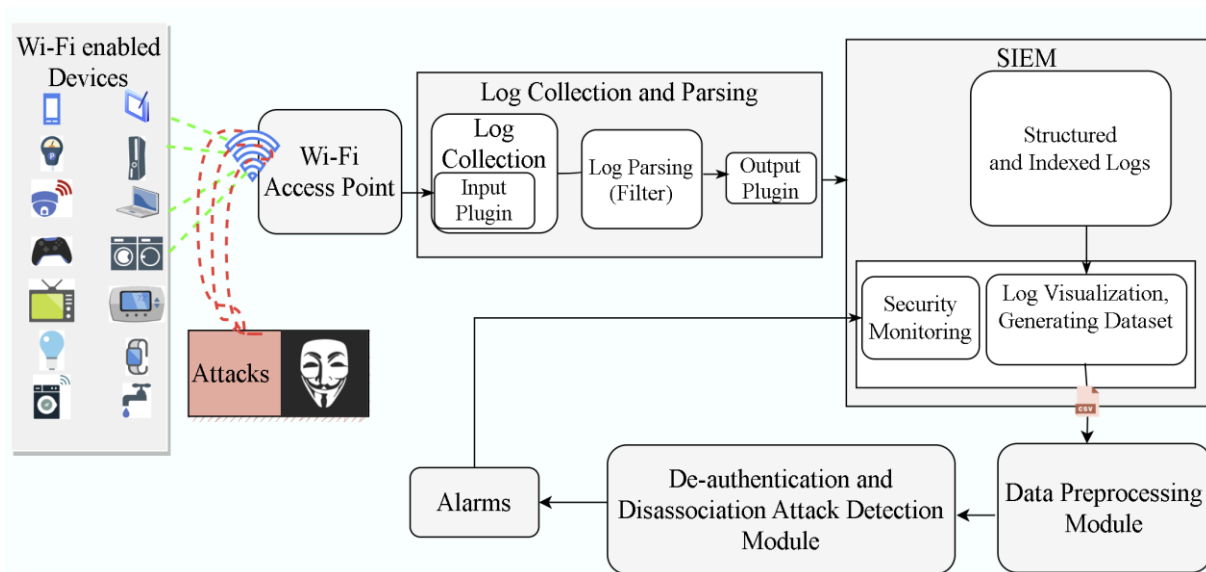 Wi-Fi enabled
Devices
P
Attacks
Wi-Fi
Access Point
Log Collection and Parsing
Log
Collection
Input
Plugin
Log Parsing
(Filter)
Output
Plugin
SIEM
Structured
and Indexed Logs
Security
Monitoring
Log Visualization,
Generating Dataset
CSV
Data Preprocessing
Module
De-authentication and
Disassociation Attack Detection
Module
Alarms